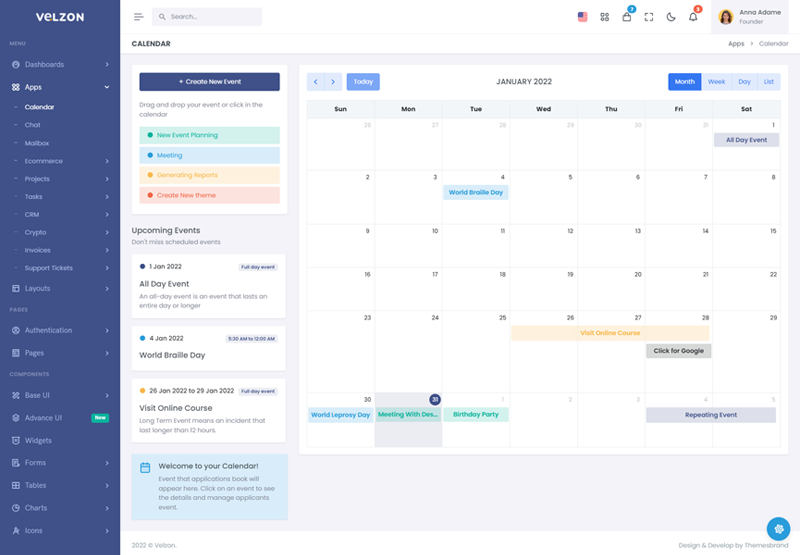 VELZON
Search...
2
5
Anna Adame
Founder
MENU
Dashboards
Apps
Calendar
Chat
Mailbox
Ecommerce
Projects
Tasks
CRM
Crypto
Invoices
Support Tickets
Layouts
PAGES
Authentication
Pages
COMPONENTS
Base UI
Advance UI New
Widgets
Forms
Tables
Charts
Icons
CALENDAR
Apps > Calendar
+ Create New Event
Drag and drop your event or click in the
calendar
New Event Planning
Meeting
Generating Reports
Create New theme
Upcoming Events
Don't miss scheduled events
1 Jan 2022 Full day event
All Day Event
An all-day event is an event that lasts an
entire day or longer
4 Jan 2022 5:30 AM to 12:00 AM
World Braille Day
26 Jan 2022 to 29 Jan 2022 Full day event
Visit Online Course
Long Term Event means an incident that
last longer than 12 hours.
Welcome to your Calendar!
Event that applications book will
appear here. Click on an event to see
the details and manage applicants
event.
Today
JANUARY 2022
Month Week Day List
Sun Mon Tue Wed Thu Fri Sat
26 27 28 29 30 31 1
All Day Event
2 3 4 5 6 7 8
World Braille Day
9 10 11 12 13 14 15
16 17 18 19 20 21 22
23 24 25 26 27 28 29
Visit Online Course
Click for Google
30 31 1 2 3 4 5
World Leprosy Day Meeting With Des... Birthday Party Repeating Event
2022 © Velzon.
Design & Develop by Themesbrand